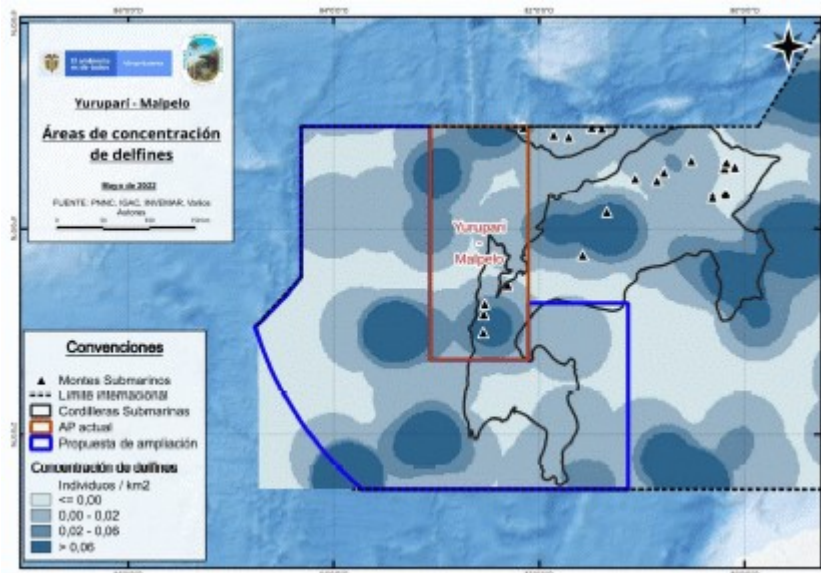 Yuruparí - Malpelo
Áreas de concentración
de delfines
Mayo de 2022
FUENTE: PNNC, IGAC, INVEMAR, Varios
Autores
Yuruparí
-
Malpelo
Convenciones
Montes Submarinos
Límite internacional
Cordilleras Submarinas
AP actual
Propuesta de ampliación
Concentración de delfines
Individuos / km2
<= 0,00
0,00 - 0,02
0,02 - 0,06
> 0,06